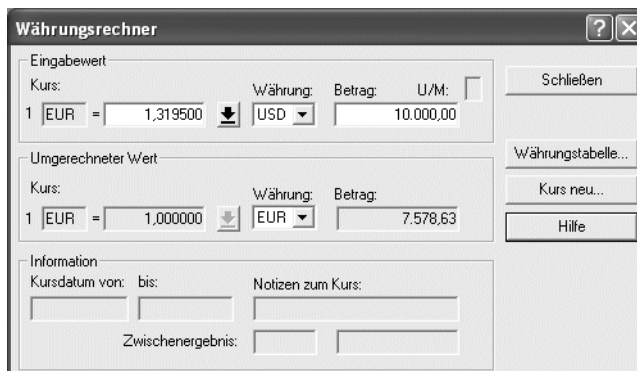 Währungsrechner
Eingabewert
Kurs: Währung: Betrag: U/M:
1 EUR = 1,319500 USD 10.000,00
Schließen
Umgerechneter Wert
Kurs: Währung: Betrag:
1 EUR = 1,000000 EUR 7.578,63
Währungstabelle...
Kurs neu...
Hilfe
Information
Kursdatum von: bis: Notizen zum Kurs:
Zwischenergebnis: